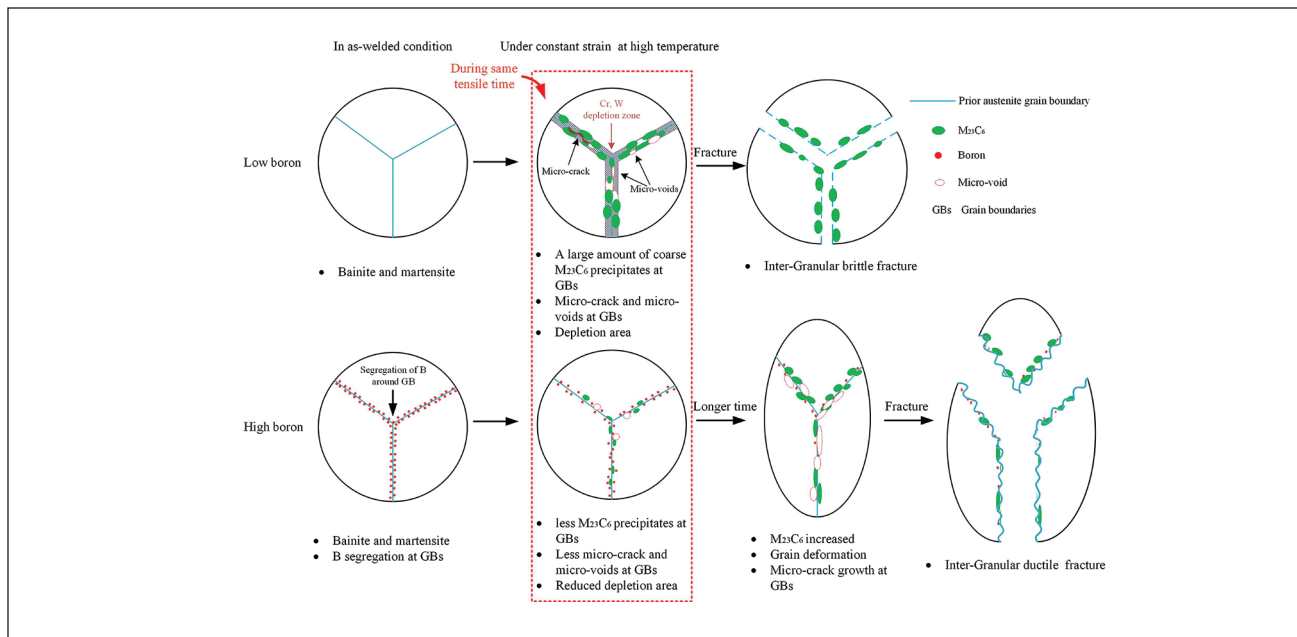 In as-welded condition
Under constant strain at high temperature
During same
tensile time
Cr, W
depletion zone
Micro-crack
Micro-voids
Low boron
Fracture
Prior austenite grain boundary
M₂₃C₆
Boron
Micro-void
GBs Grain boundaries
• Bainite and martensite
• A large amount of coarse
M₂₃C₆ precipitates at
GBs
• Micro-crack and micro-
voids at GBs
• Depletion area
• Inter-Granular brittle fracture
Segregation of B
around GB
High boron
Longer time
Fracture
• Bainite and martensite
• B segregation at GBs
• less M₂₃C₆ precipitates at
GBs
• Less micro-crack and
micro-voids at GBs
• Reduced depletion area
• M₂₃C₆ increased
• Grain deformation
• Micro-crack growth at
GBs
• Inter-Granular ductile fracture